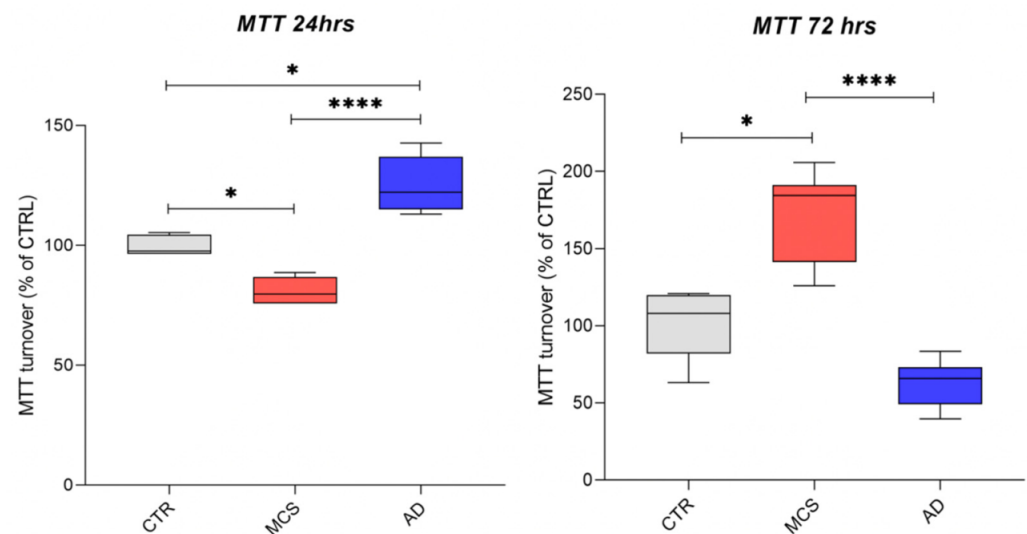 MTT 24hrs
*
****
*
MTT turnover (% of CTRL)
150
100
50
0
CTR
MCS
AD
MTT 72 hrs
****
*
MTT turnover (% of CTRL)
250
200
150
100
50
0
CTR
MCS
AD